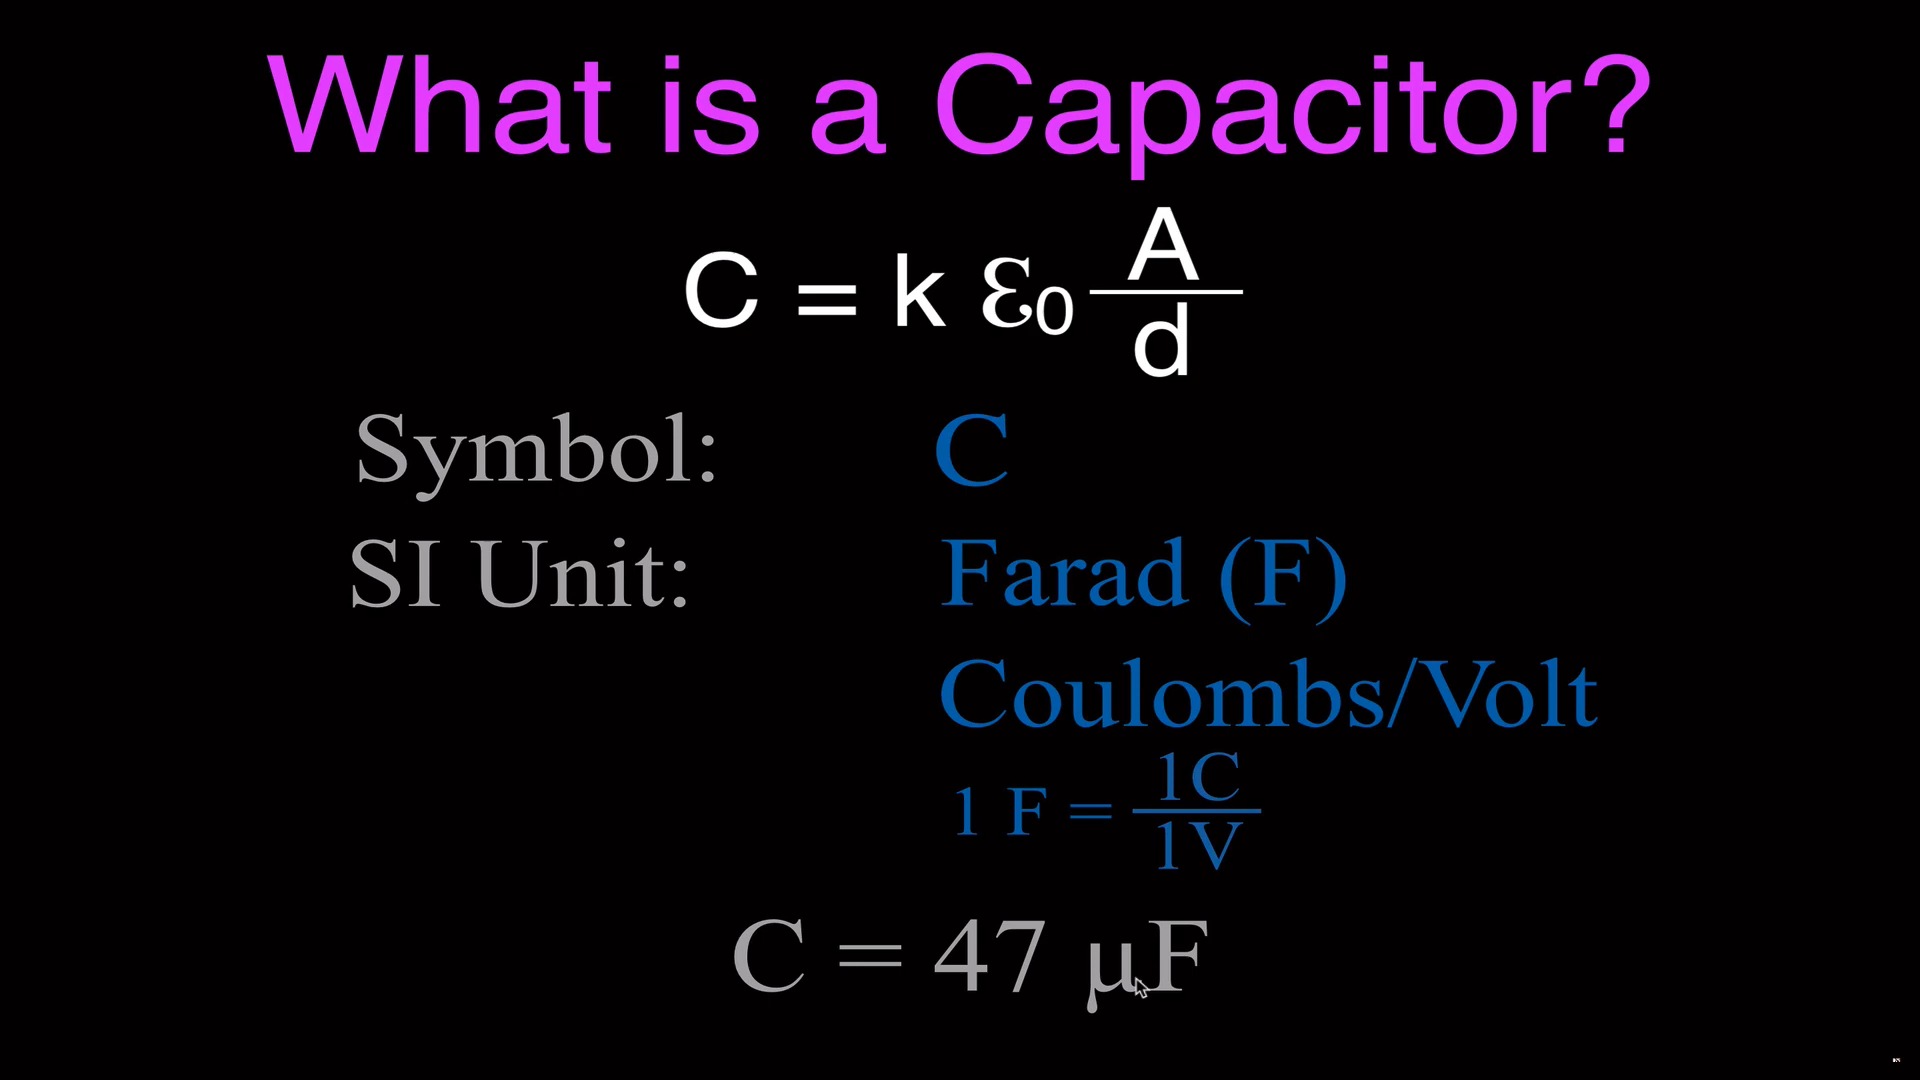 What is a Capacitor?
C = k ε₀ A/d
Symbol: C
SI Unit: Farad (F)
Coulombs/Volt
1 F = 1C/1V
C = 47 µF